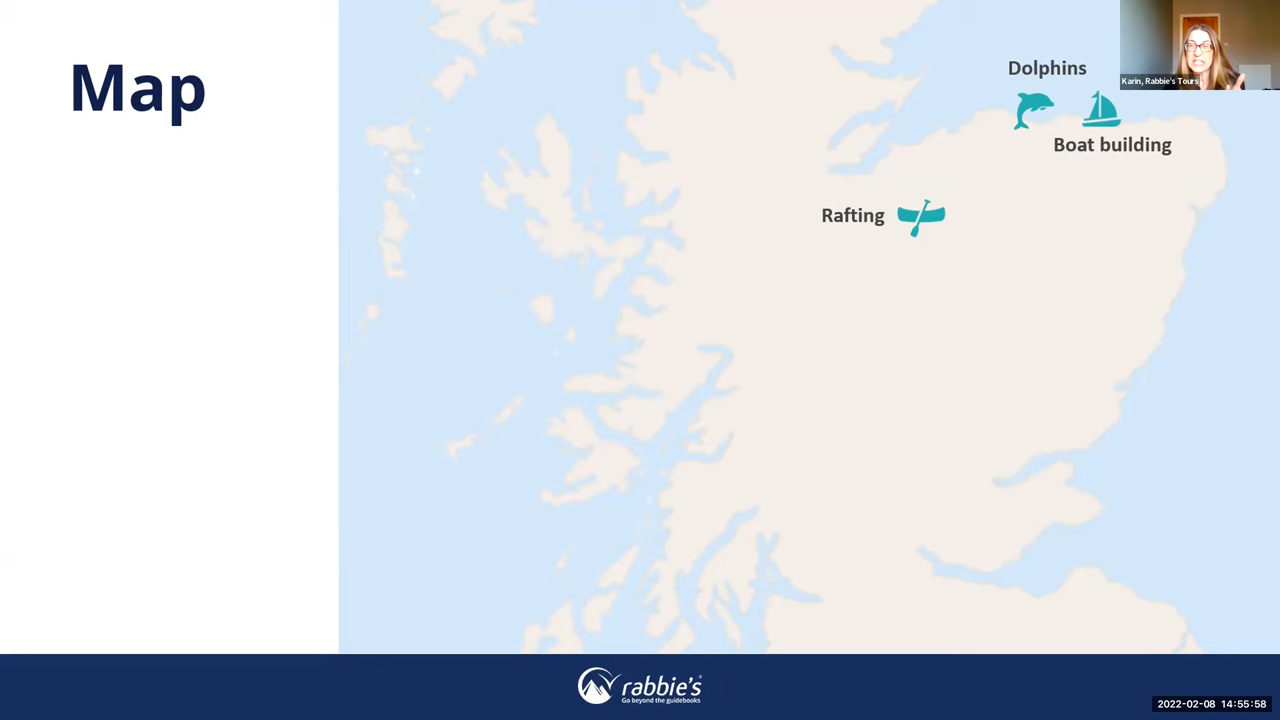 Map
Dolphins
Karin, Rabbie's Tours
Boat building
Rafting
rabbie's
Go beyond the guidebooks
2022-02-08 14:55:58